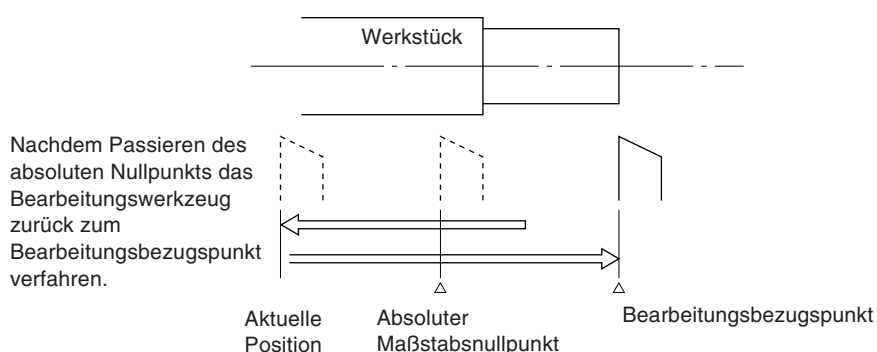 Werkstück
Nachdem Passieren des
absoluten Nullpunkts das
Bearbeitungswerkzeug
zurück zum
Bearbeitungsbezugspunkt
verfahren.
Aktuelle
Position
Absoluter
Maßstabsnullpunkt
Bearbeitungsbezugspunkt